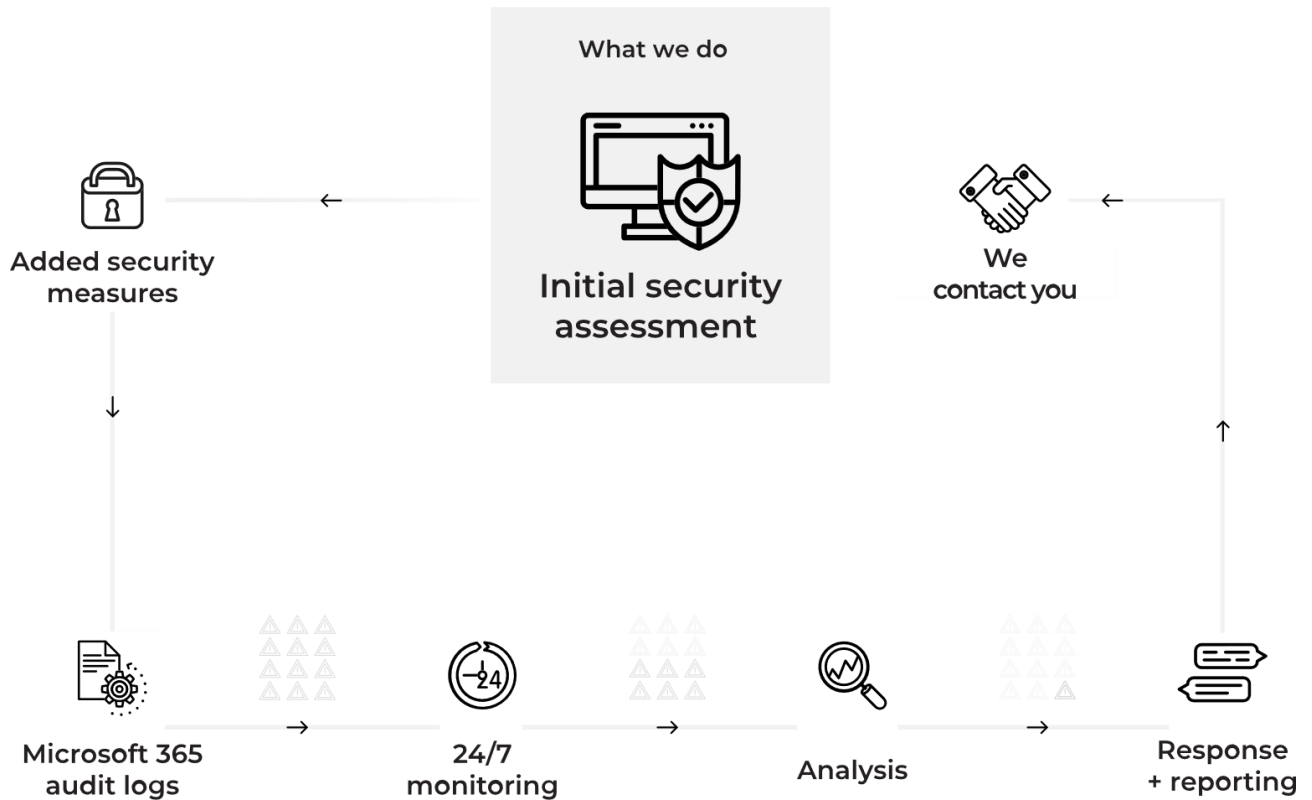 What we do
Initial security
assessment
Added security
measures
We
contact you
Microsoft 365
audit logs
24
24/7
monitoring
Analysis
Response
+ reporting